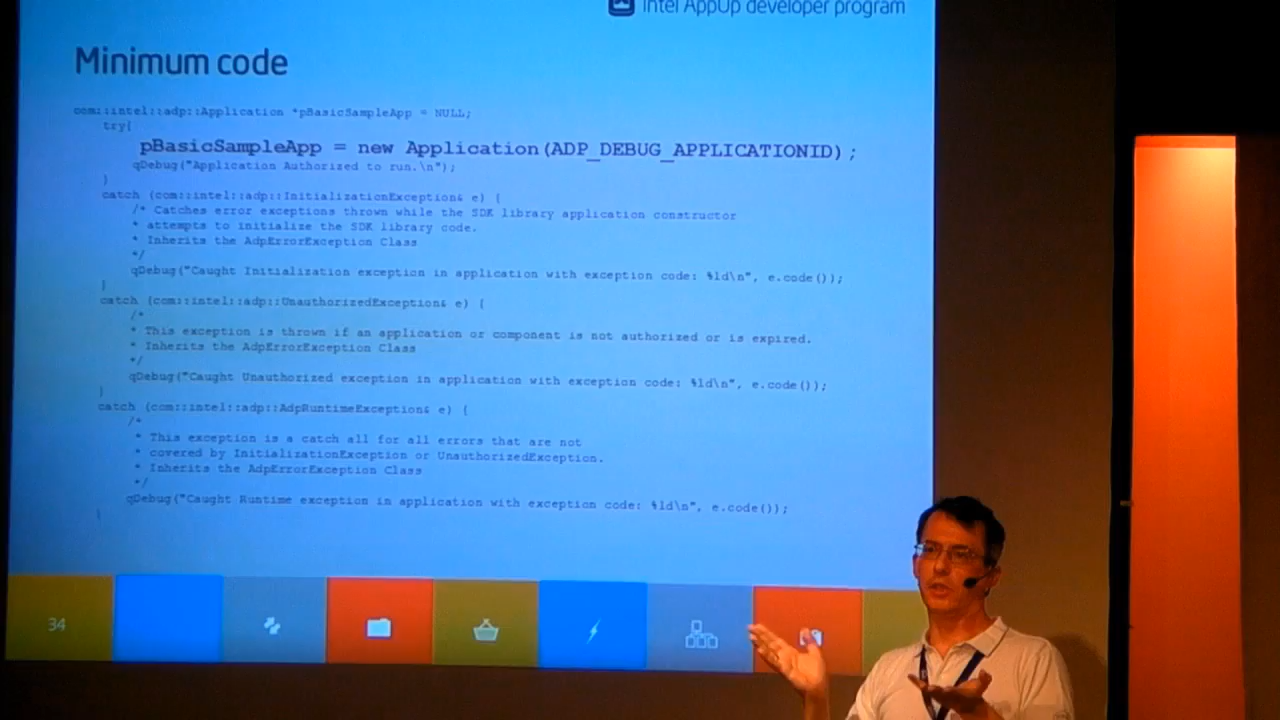 Intel AppUp developer program
Minimum code
com::intel::adp::Application *pBasicSampleApp = NULL;
try{
pBasicSampleApp = new Application(ADP_DEBUG_APPLICATIONID);
qDebug("Application Authorized to run.\n");
}
catch (com::intel::adp::InitializationException& e) {
/* Catches error exceptions thrown while the SDK library application constructor
* attempts to initialize the SDK library code.
* Inherits the AdpErrorException Class
*/
qDebug("Caught Initialization exception in application with exception code: %ld\n", e.code());
}
catch (com::intel::adp::UnauthorizedException& e) {
/*
* This exception is thrown if an application or component is not authorized or is expired.
* Inherits the AdpErrorException Class
*/
qDebug("Caught Unauthorized exception in application with exception code: %ld\n", e.code());
}
catch (com::intel::adp::AdpRuntimeException& e) {
/*
* This exception is a catch all for all errors that are not
* covered by InitializationException or UnauthorizedException.
* Inherits the AdpErrorException Class
*/
qDebug("Caught Runtime exception in application with exception code: %ld\n", e.code());
}
34